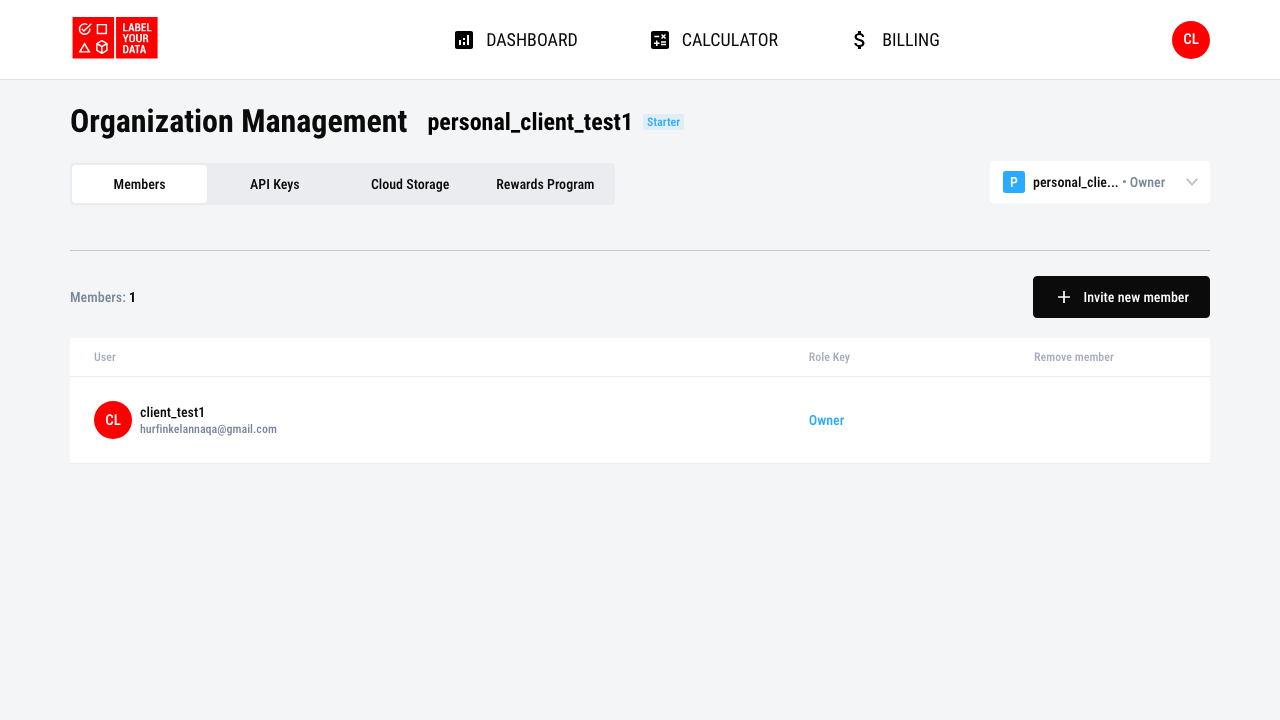 LABEL
YOUR
DATA
DASHBOARD
CALCULATOR
BILLING
CL
Organization Management personal_client_test1 Starter
Members API Keys Cloud Storage Rewards Program
P personal_clie... • Owner
Members: 1
Invite new member
User Role Key Remove member
CL client_test1
hurfinkelannaqa@gmail.com
Owner